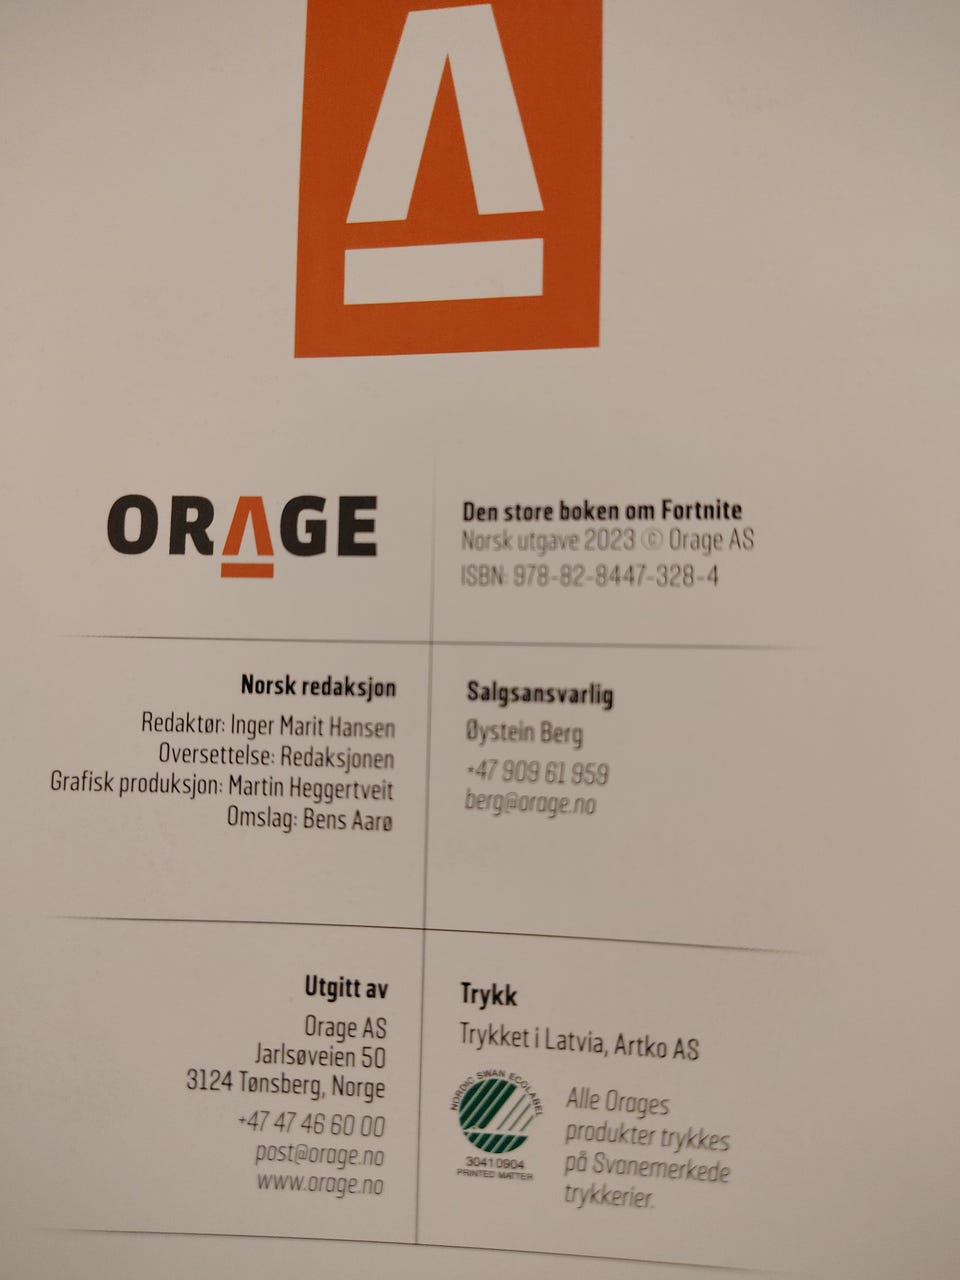 ORAGE
Den store boken om Fortnite
Norsk utgave 2023 © Orage AS
ISBN: 978-82-8447-328-4
Norsk redaksjon
Redaktør: Inger Marit Hansen
Oversettelse: Redaksjonen
Grafisk produksjon: Martin Heggertveit
Omslag: Bens Aarø
Salgsansvarlig
Øystein Berg
+47 909 61 959
berg@orage.no
Utgitt av
Orage AS
Jarlsøveien 50
3124 Tønsberg, Norge
+47 47 46 60 00
post@orage.no
www.orage.no
Trykk
Trykket i Latvia, Artko AS
NORDIC SWAN ECOLABEL
3041 0904
PRINTED MATTER
Alle Orages
produkter trykkes
på Svanemerkede
trykkerier.